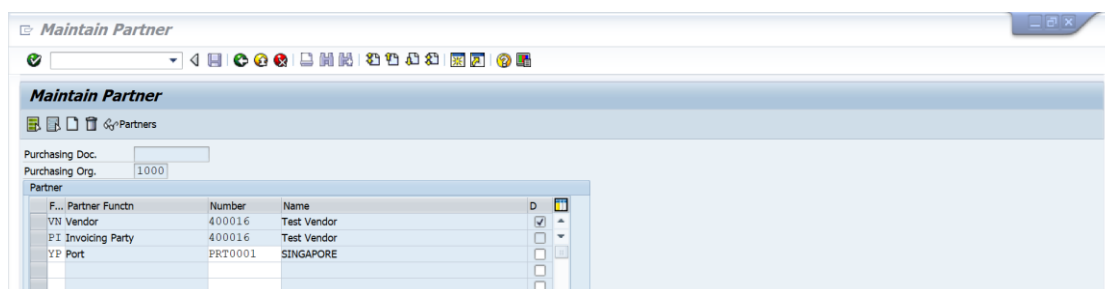 Maintain Partner
Maintain Partner
Partners
Purchasing Doc.
Purchasing Org. 1000
Partner
F... Partner Functn Number Name D
VN Vendor 400016 Test Vendor
PI Invoicing Party 400016 Test Vendor
YP Port PRT0001 SINGAPORE